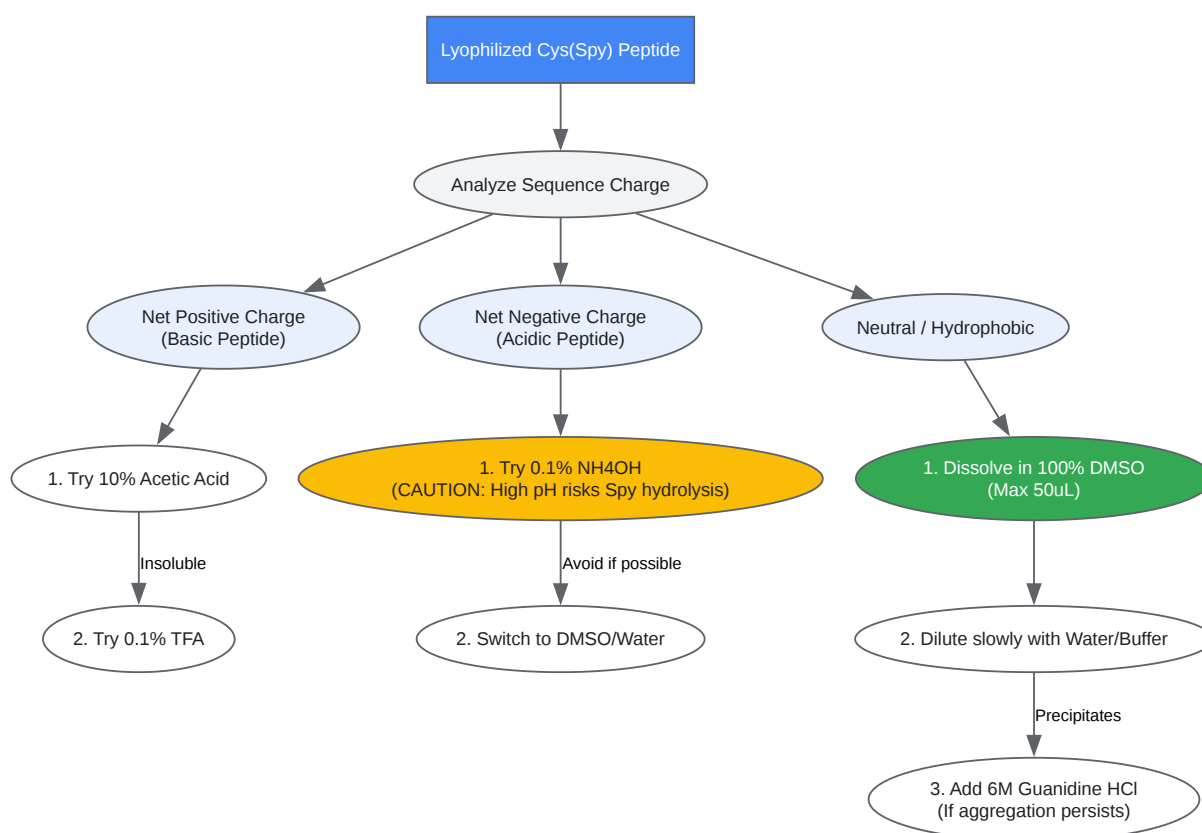 Lyophilized Cys(Spy) Peptide
Analyze Sequence Charge
Net Positive Charge
(Basic Peptide)
Net Negative Charge
(Acidic Peptide)
Neutral / Hydrophobic
1. Try 10% Acetic Acid
1. Try 0.1% NH4OH
(CAUTION: High pH risks Spy hydrolysis)
1. Dissolve in 100% DMSO
(Max 50uL)
Insoluble
Avoid if possible
2. Try 0.1% TFA
2. Switch to DMSO/Water
2. Dilute slowly with Water/Buffer
Precipitates
3. Add 6M Guanidine HCl
(If aggregation persists)